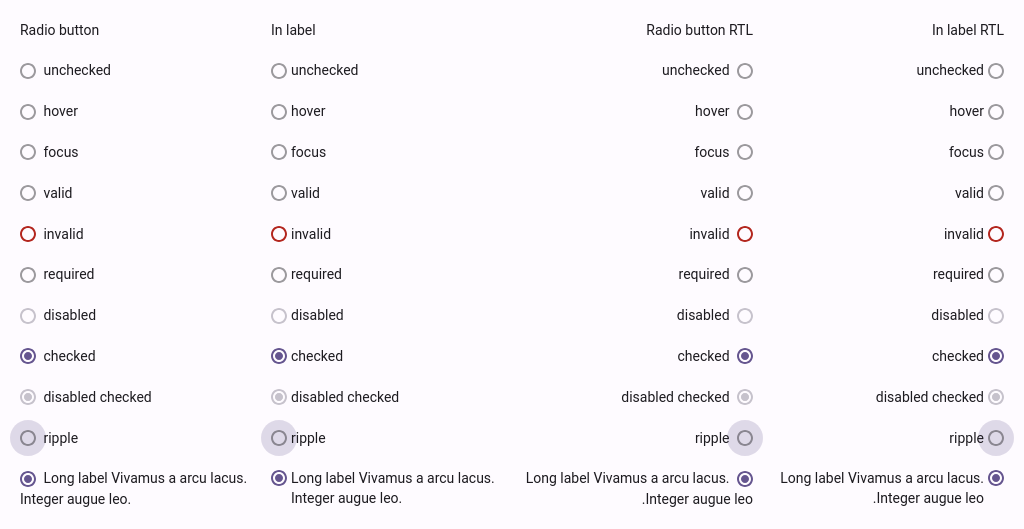 Radio button In label Radio button RTL In label RTL
unchecked unchecked unchecked unchecked
hover hover hover hover
focus focus focus focus
valid valid valid valid
invalid invalid invalid invalid
required required required required
disabled disabled disabled disabled
checked checked checked checked
disabled checked disabled checked disabled checked disabled checked
ripple ripple ripple ripple
Long label Vivamus a arcu lacus. Long label Vivamus a arcu lacus. Long label Vivamus a arcu lacus. Long label Vivamus a arcu lacus.
Integer augue leo. Integer augue leo. .Integer augue leo .Integer augue leo